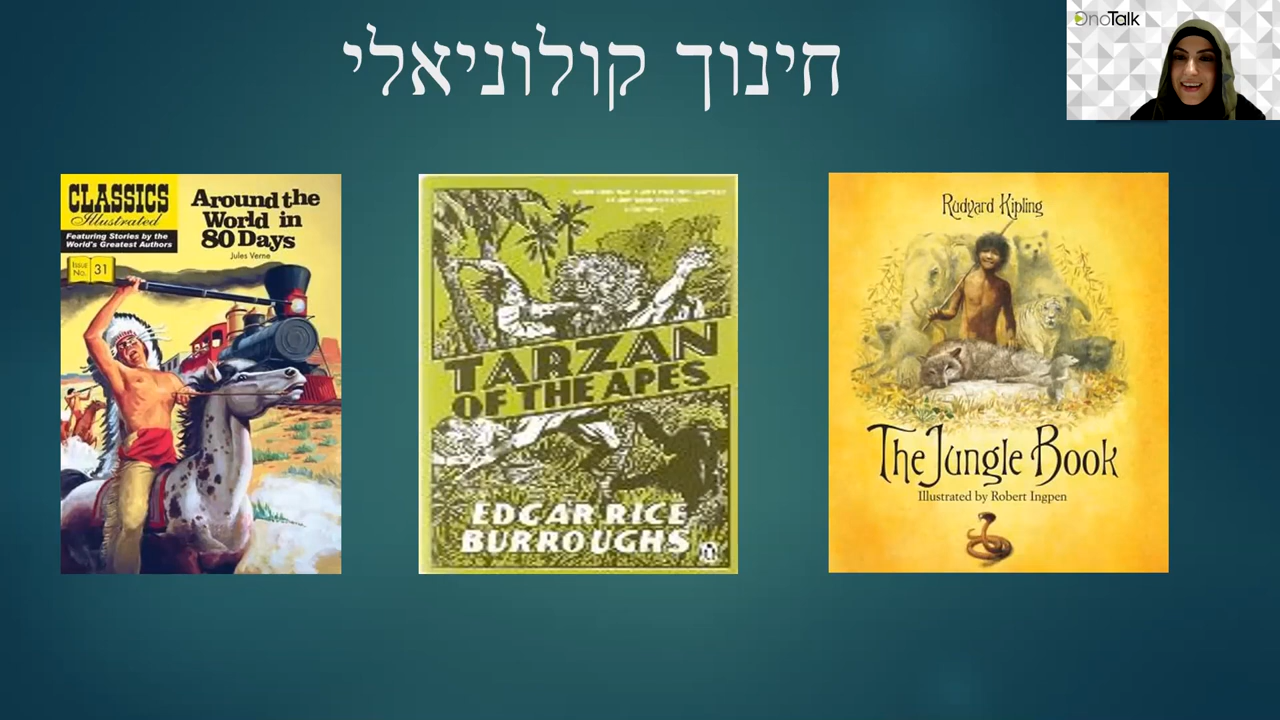 חינוך קולוניאלי
OnoTalk
CLASSICS
Illustrated
Featuring Stories by the
World's Greatest Authors
ISSUE
No. 31
Around the
World in
80 Days
Jules Verne
TARZAN
OF THE APES
EDGAR RICE
BURROUGHS
Rudyard Kipling
The Jungle Book
Illustrated by Robert Ingpen